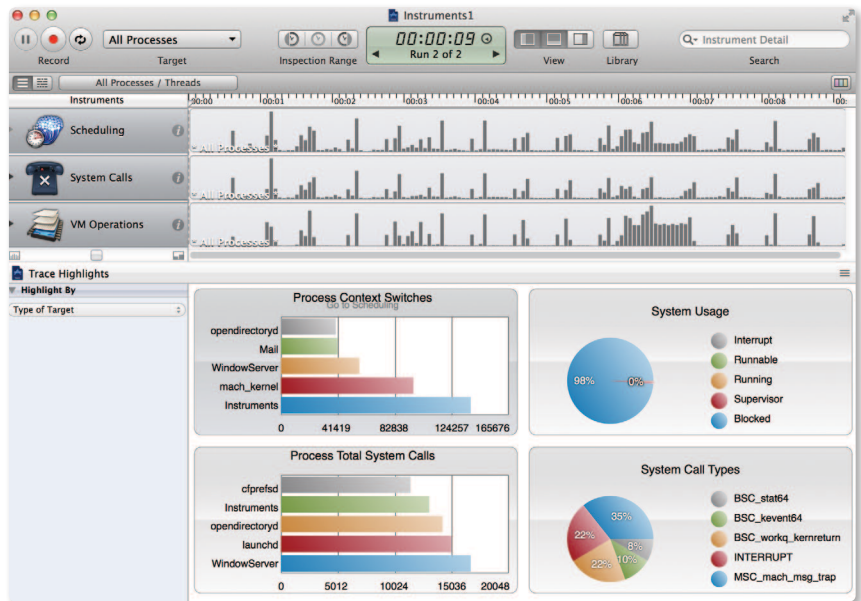 Instruments1
All Processes
00:00:09
Run 2 of 2
Instrument Detail
Record
Target
Inspection Range
View
Library
Search
All Processes / Threads
Instruments
00:00 00:01 00:02 00:03 00:04 00:05 00:06 00:07 00:08 00:
Scheduling
All Processes
System Calls
All Processes
VM Operations
All Processes
Trace Highlights
Highlight By
Type of Target
Process Context Switches
Go to Scheduling
opendirectoryd
Mail
WindowServer
mach_kernel
Instruments
0 41419 82838 124257 165676
System Usage
98%
0%
Interrupt
Runnable
Running
Supervisor
Blocked
Process Total System Calls
cfprefsd
Instruments
opendirectoryd
launchd
WindowServer
0 5012 10024 15036 20048
System Call Types
35%
22%
8%
10%
22%
BSC_stat64
BSC_kevent64
BSC_workq_kernreturn
INTERRUPT
MSC_mach_msg_trap